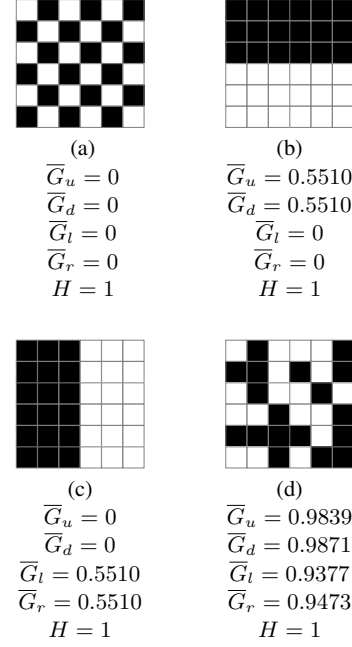 (a)
G̅u = 0
G̅d = 0
G̅l = 0
G̅r = 0
H = 1
(b)
G̅u = 0.5510
G̅d = 0.5510
G̅l = 0
G̅r = 0
H = 1
(c)
G̅u = 0
G̅d = 0
G̅l = 0.5510
G̅r = 0.5510
H = 1
(d)
G̅u = 0.9839
G̅d = 0.9871
G̅l = 0.9377
G̅r = 0.9473
H = 1